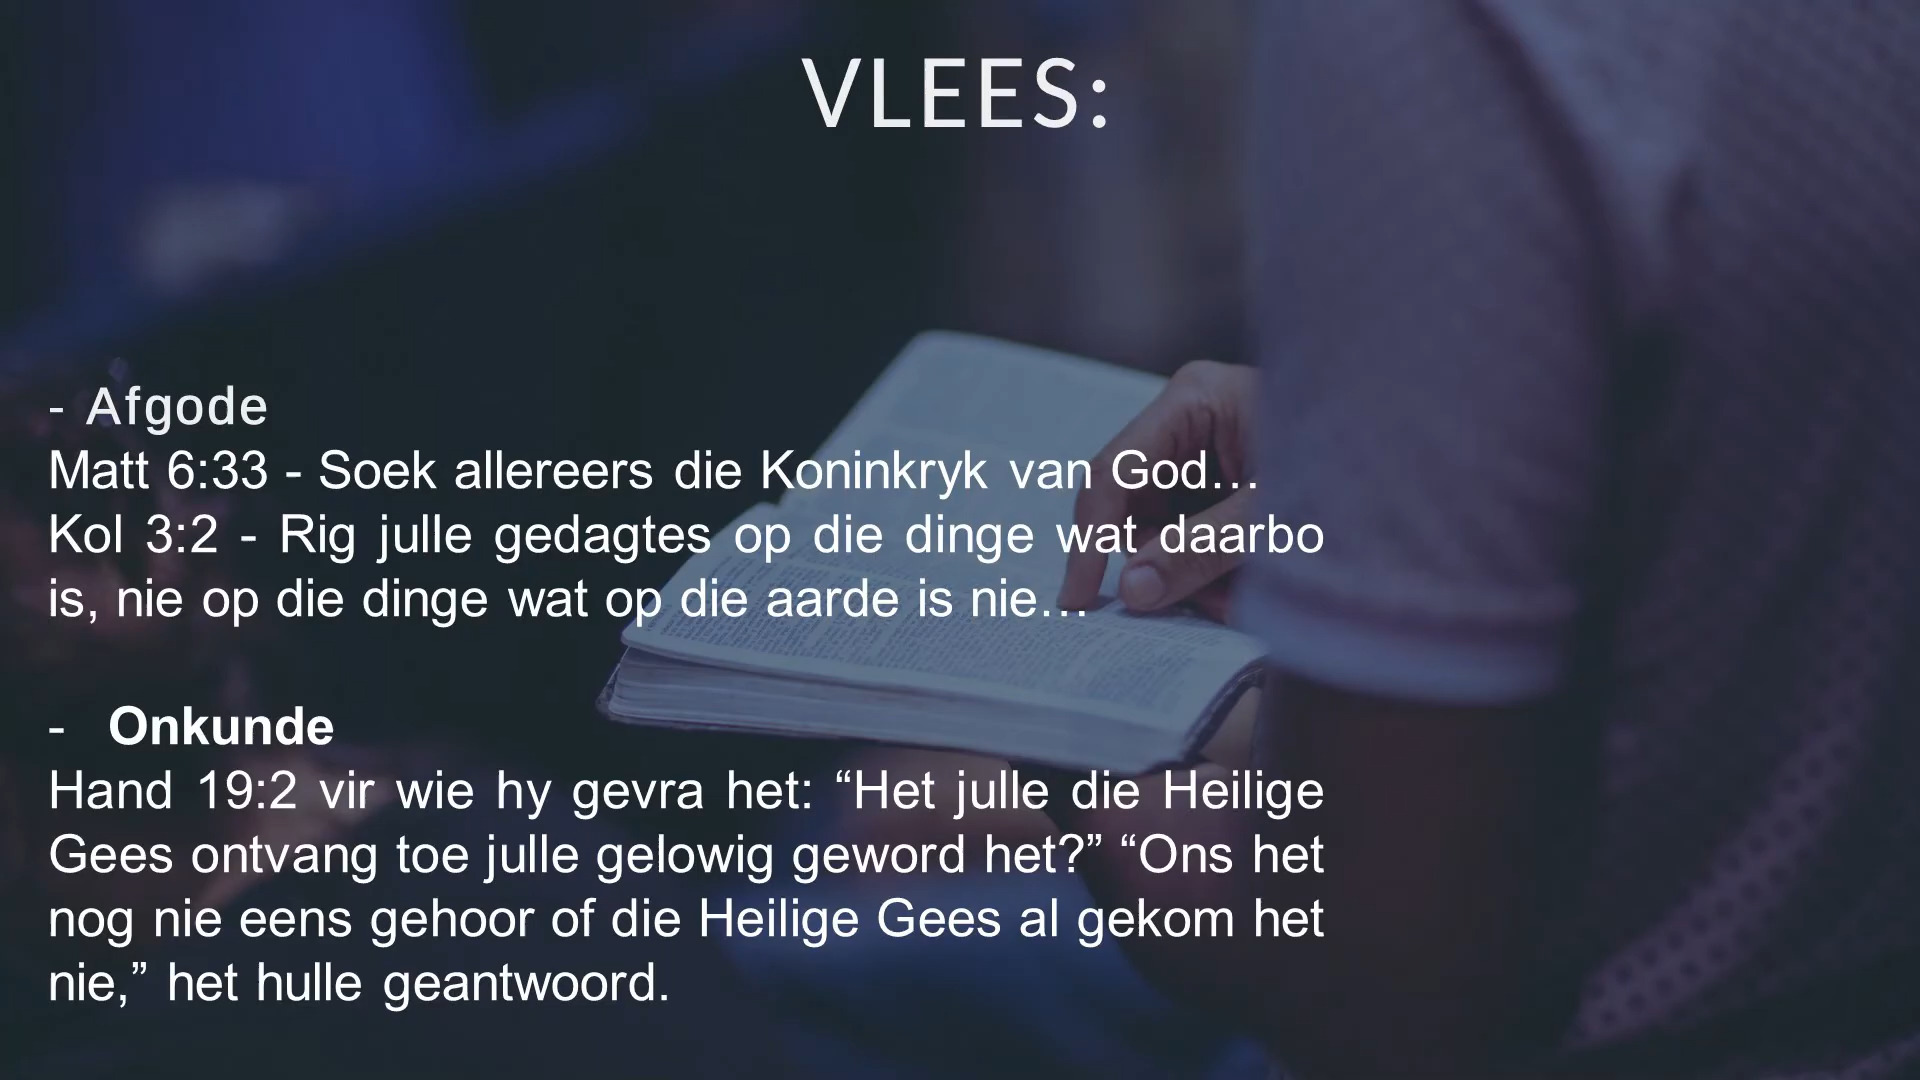 VLEES:
- Afgode
Matt 6:33 - Soek allereers die Koninkryk van God…
Kol 3:2 - Rig julle gedagtes op die dinge wat daarbo
is, nie op die dinge wat op die aarde is nie…
- Onkunde
Hand 19:2 vir wie hy gevra het: “Het julle die Heilige
Gees ontvang toe julle gelowig geword het?” “Ons het
nog nie eens gehoor of die Heilige Gees al gekom het
nie,” het hulle geantwoord.